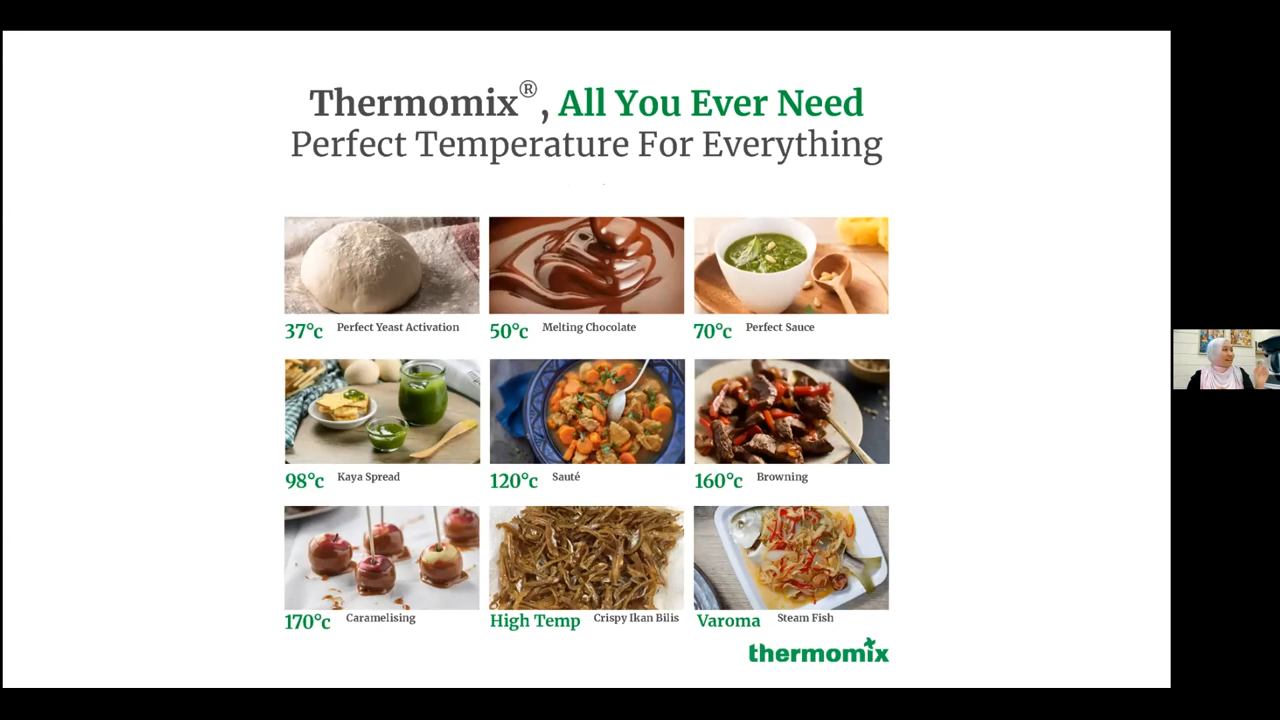 Thermomix®, All You Ever Need
Perfect Temperature For Everything
37°c Perfect Yeast Activation
50°c Melting Chocolate
70°c Perfect Sauce
98°c Kaya Spread
120°c Sauté
160°c Browning
170°c Caramelising
High Temp Crispy Ikan Bilis
Varoma Steam Fish
thermomix